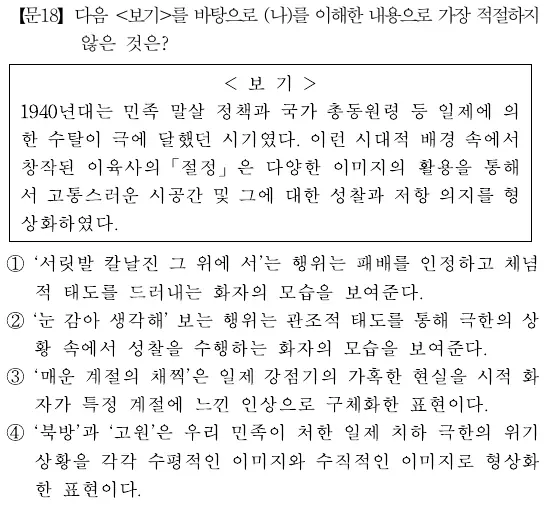 【문18】 다음 <보기>를 바탕으로 (나)를 이해한 내용으로 가장 적절하지
않은 것은?
< 보 기 >
1940년대는 민족 말살 정책과 국가 총동원령 등 일제에 의
한 수탈이 극에 달했던 시기였다. 이런 시대적 배경 속에서
창작된 이육사의 「절정」은 다양한 이미지의 활용을 통해
서 고통스러운 시공간 및 그에 대한 성찰과 저항 의지를 형
상화하였다.
① ‘서릿발 칼날진 그 위에 서’는 행위는 패배를 인정하고 체념
적 태도를 드러내는 화자의 모습을 보여준다.
② ‘눈 감아 생각해’ 보는 행위는 관조적 태도를 통해 극한의 상
황 속에서 성찰을 수행하는 화자의 모습을 보여준다.
③ ‘매운 계절의 채찍’은 일제 강점기의 가혹한 현실을 시적 화
자가 특정 계절에 느낀 인상으로 구체화한 표현이다.
④ ‘북방’과 ‘고원’은 우리 민족이 처한 일제 치하 극한의 위기
상황을 각각 수평적인 이미지와 수직적인 이미지로 형상화
한 표현이다.